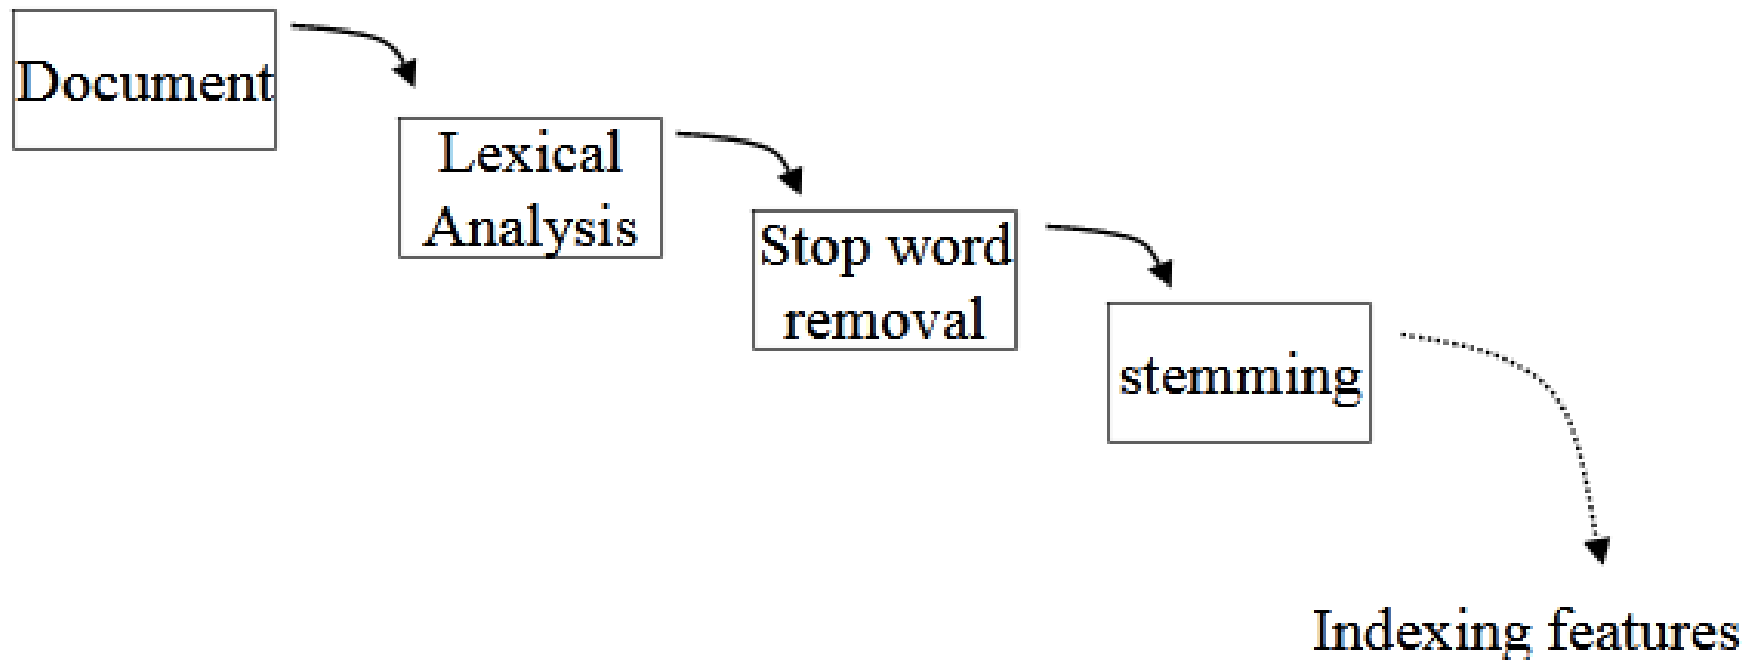 Document
Lexical
Analysis
Stop word
removal
stemming
Indexing features